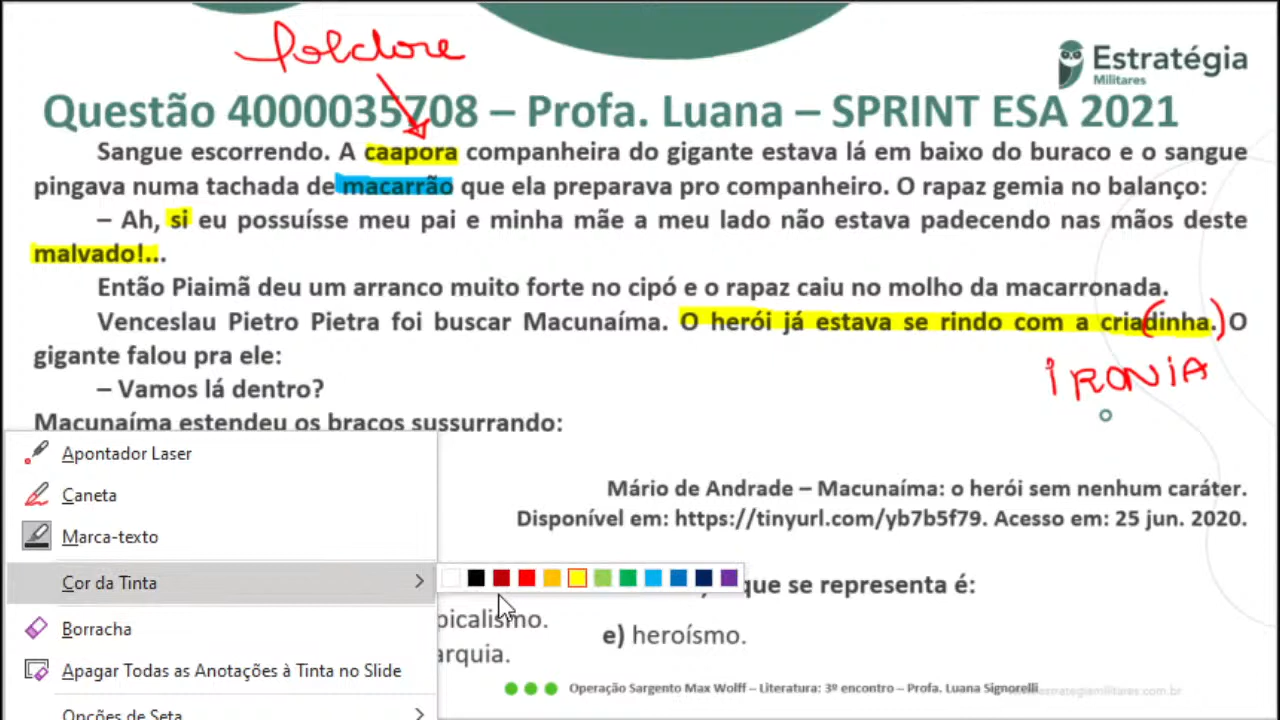 folclore
Estratégia
Militares
Questão 4000035708 – Profa. Luana – SPRINT ESA 2021
Sangue escorrendo. A caapora companheira do gigante estava lá em baixo do buraco e o sangue
pingava numa tachada de macarrão que ela preparava pro companheiro. O rapaz gemia no balanço:
– Ah, si eu possuísse meu pai e minha mãe a meu lado não estava padecendo nas mãos deste
malvado!...
Então Piaimã deu um arranco muito forte no cipó e o rapaz caiu no molho da macarronada.
Venceslau Pietro Pietra foi buscar Macunaíma. O herói já estava se rindo com a criadinha. O
gigante falou pra ele:
– Vamos lá dentro?
IRONIA
Macunaíma estendeu os braços sussurrando:
Apontador Laser
Caneta
Marca-texto
Cor da Tinta
Borracha
Apagar Todas as Anotações à Tinta no Slide
Opções de Seta
Mário de Andrade – Macunaíma: o herói sem nenhum caráter.
Disponível em: https://tinyurl.com/yb7b5f79. Acesso em: 25 jun. 2020.
que se representa é:
picalismo.
e) heroísmo.
arquia.
Operação Sargento Max Wolff – Literatura: 3º encontro – Profa. Luana Signorelli